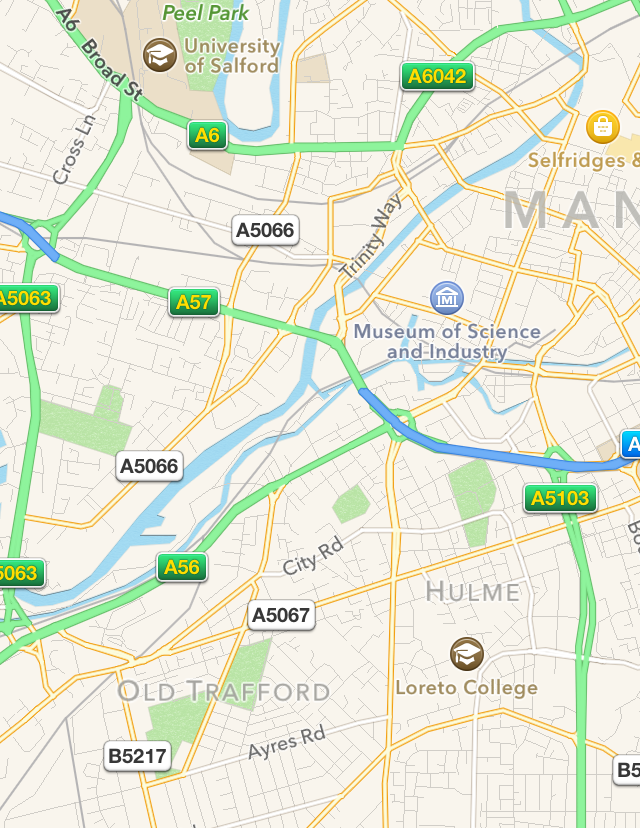 Peel Park
A6
Broad St
University
of Salford
A6042
A6
Cross Ln
Selfridges &
MAN
A5066
Trinity Way
A5063
A57
Museum of Science
and Industry
A5066
A
A5103
A56
5063
City Rd
HULME
A5067
OLD TRAFFORD
Loreto College
Ayres Rd
B5217
B5